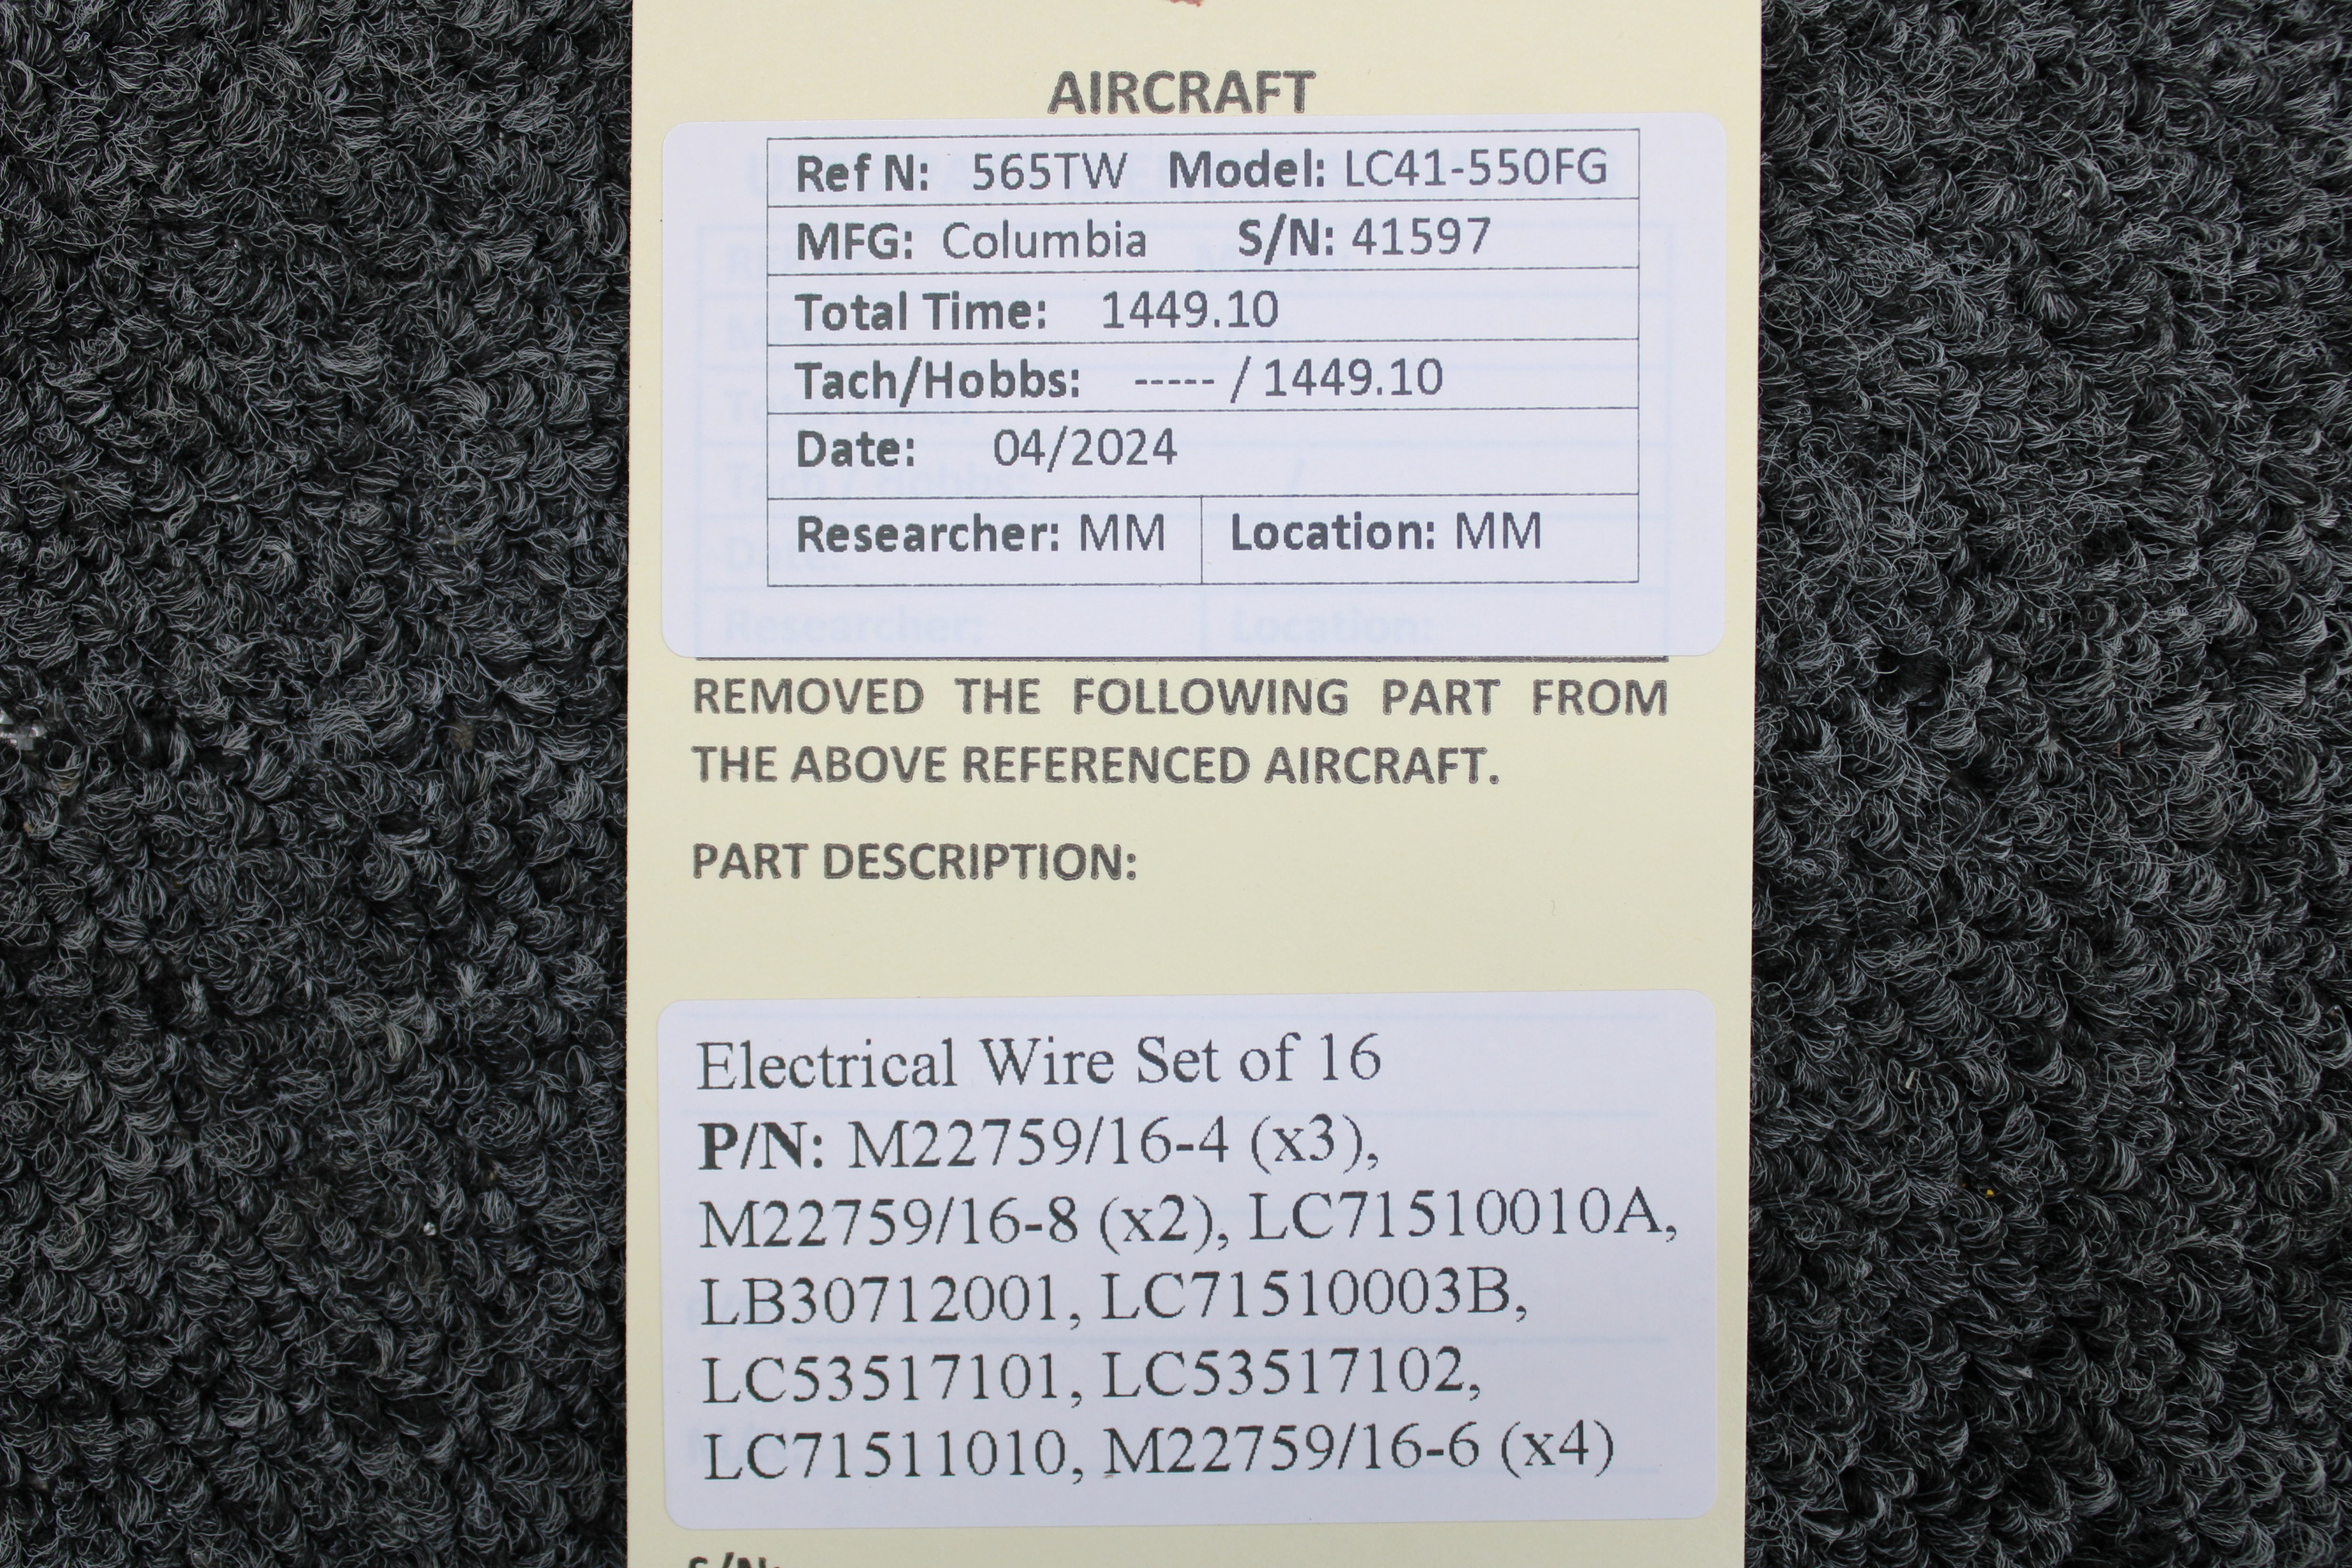 AIRCRAFT
Ref N: 565TW Model: LC41-550FG
MFG: Columbia S/N: 41597
Total Time: 1449.10
Tach/Hobbs: ----- / 1449.10
Date: 04/2024
Researcher: MM Location: MM
Researcher: Location:
REMOVED THE FOLLOWING PART FROM
THE ABOVE REFERENCED AIRCRAFT.
PART DESCRIPTION:
Electrical Wire Set of 16
P/N: M22759/16-4 (x3),
M22759/16-8 (x2), LC71510010A,
LB30712001, LC71510003B,
LC53517101, LC53517102,
LC71511010, M22759/16-6 (x4)
S/N: